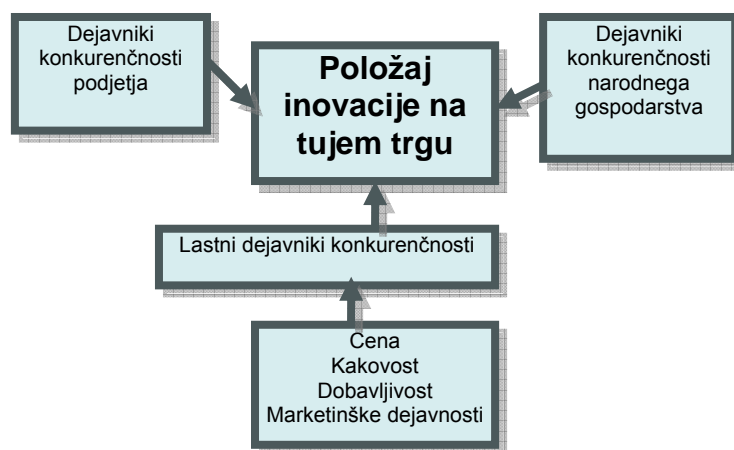 Dejavniki
konkurenčnosti
podjetja
Položaj
inovacije na
tujem trgu
Dejavniki
konkurenčnosti
narodnega
gospodarstva
Lastni dejavniki konkurenčnosti
Cena
Kakovost
Dobavljivost
Marketinške dejavnosti